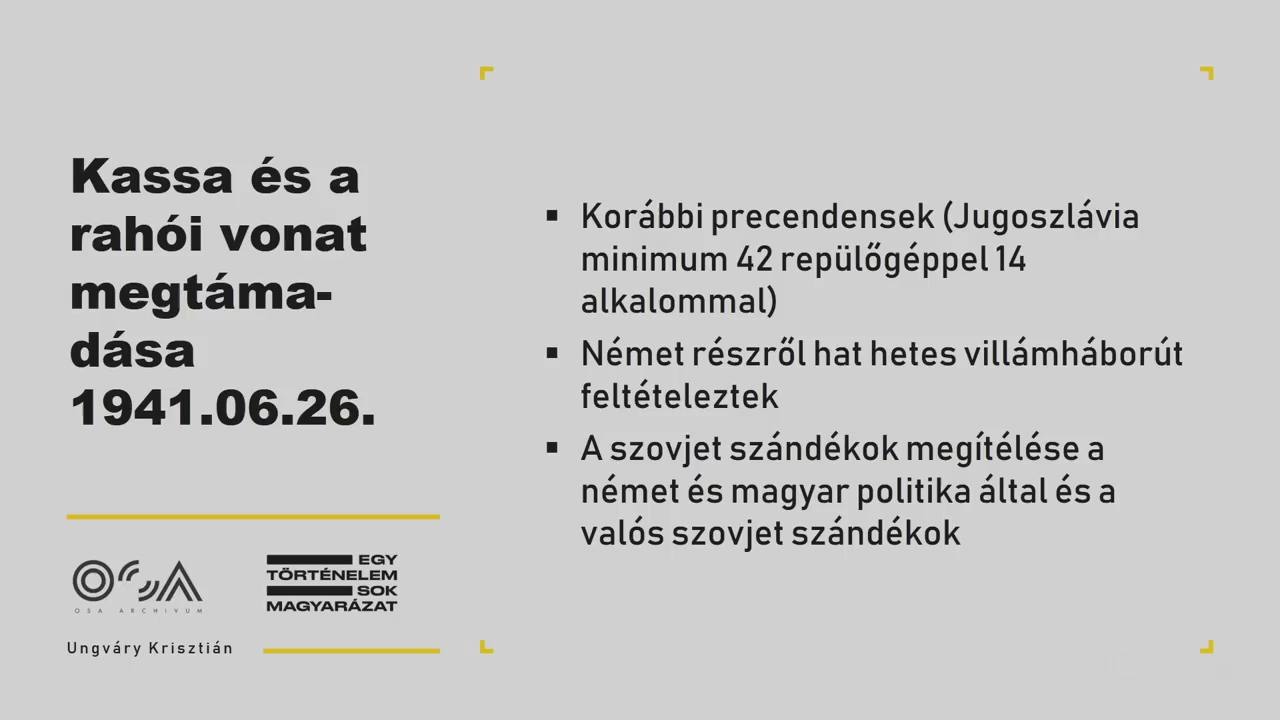 Kassa és a
rahói vonat
megtáma-
dása
1941.06.26.
▪ Korábbi precendensek (Jugoszlávia
minimum 42 repülőgéppel 14
alkalommal)
▪ Német részről hat hetes villámháborút
feltételeztek
▪ A szovjet szándékok megítélése a
német és magyar politika által és a
valós szovjet szándékok
OSA
OSA ARCHIVUM
EGY
TÖRTÉNELEM
SOK
MAGYARÁZAT
Ungváry Krisztián